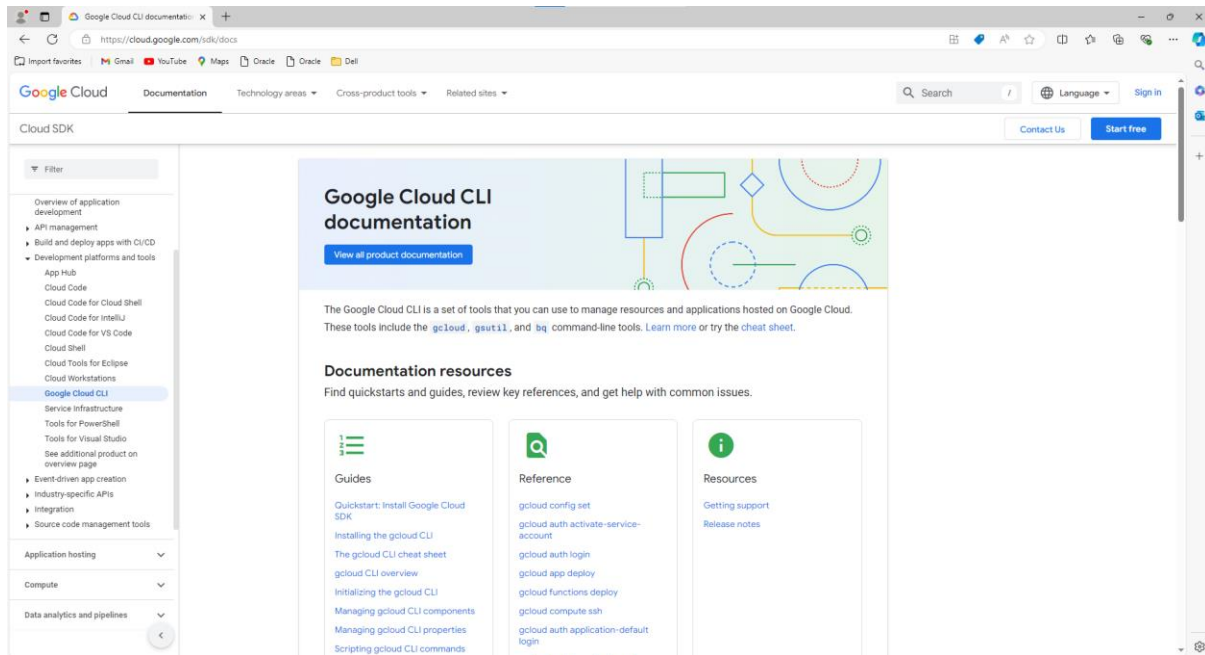 Google Cloud CLI documentatio
https://cloud.google.com/sdk/docs
Import favorites
Gmail
YouTube
Maps
Oracle
Oracle
Dell
Google Cloud
Documentation
Technology areas
Cross-product tools
Related sites
Search
/
Language
Sign in
Cloud SDK
Contact Us
Start free
Filter
Overview of application
development
API management
Build and deploy apps with CI/CD
Development platforms and tools
App Hub
Cloud Code
Cloud Code for Cloud Shell
Cloud Code for IntelliJ
Cloud Code for VS Code
Cloud Shell
Cloud Tools for Eclipse
Cloud Workstations
Google Cloud CLI
Service Infrastructure
Tools for PowerShell
Tools for Visual Studio
See additional product on
overview page
Event-driven app creation
Industry-specific APIs
Integration
Source code management tools
Application hosting
Compute
Data analytics and pipelines
Google Cloud CLI
documentation
View all product documentation
The Google Cloud CLI is a set of tools that you can use to manage resources and applications hosted on Google Cloud.
These tools include the gcloud, gsutil, and bq command-line tools. Learn more or try the cheat sheet.
Documentation resources
Find quickstarts and guides, review key references, and get help with common issues.
Guides
Quickstart: Install Google Cloud
SDK
Installing the gcloud CLI
The gcloud CLI cheat sheet
gcloud CLI overview
Initializing the gcloud CLI
Managing gcloud CLI components
Managing gcloud CLI properties
Scripting gcloud CLI commands
Reference
gcloud config set
gcloud auth activate-service-
account
gcloud auth login
gcloud app deploy
gcloud functions deploy
gcloud compute ssh
gcloud auth application-default
login
Resources
Getting support
Release notes